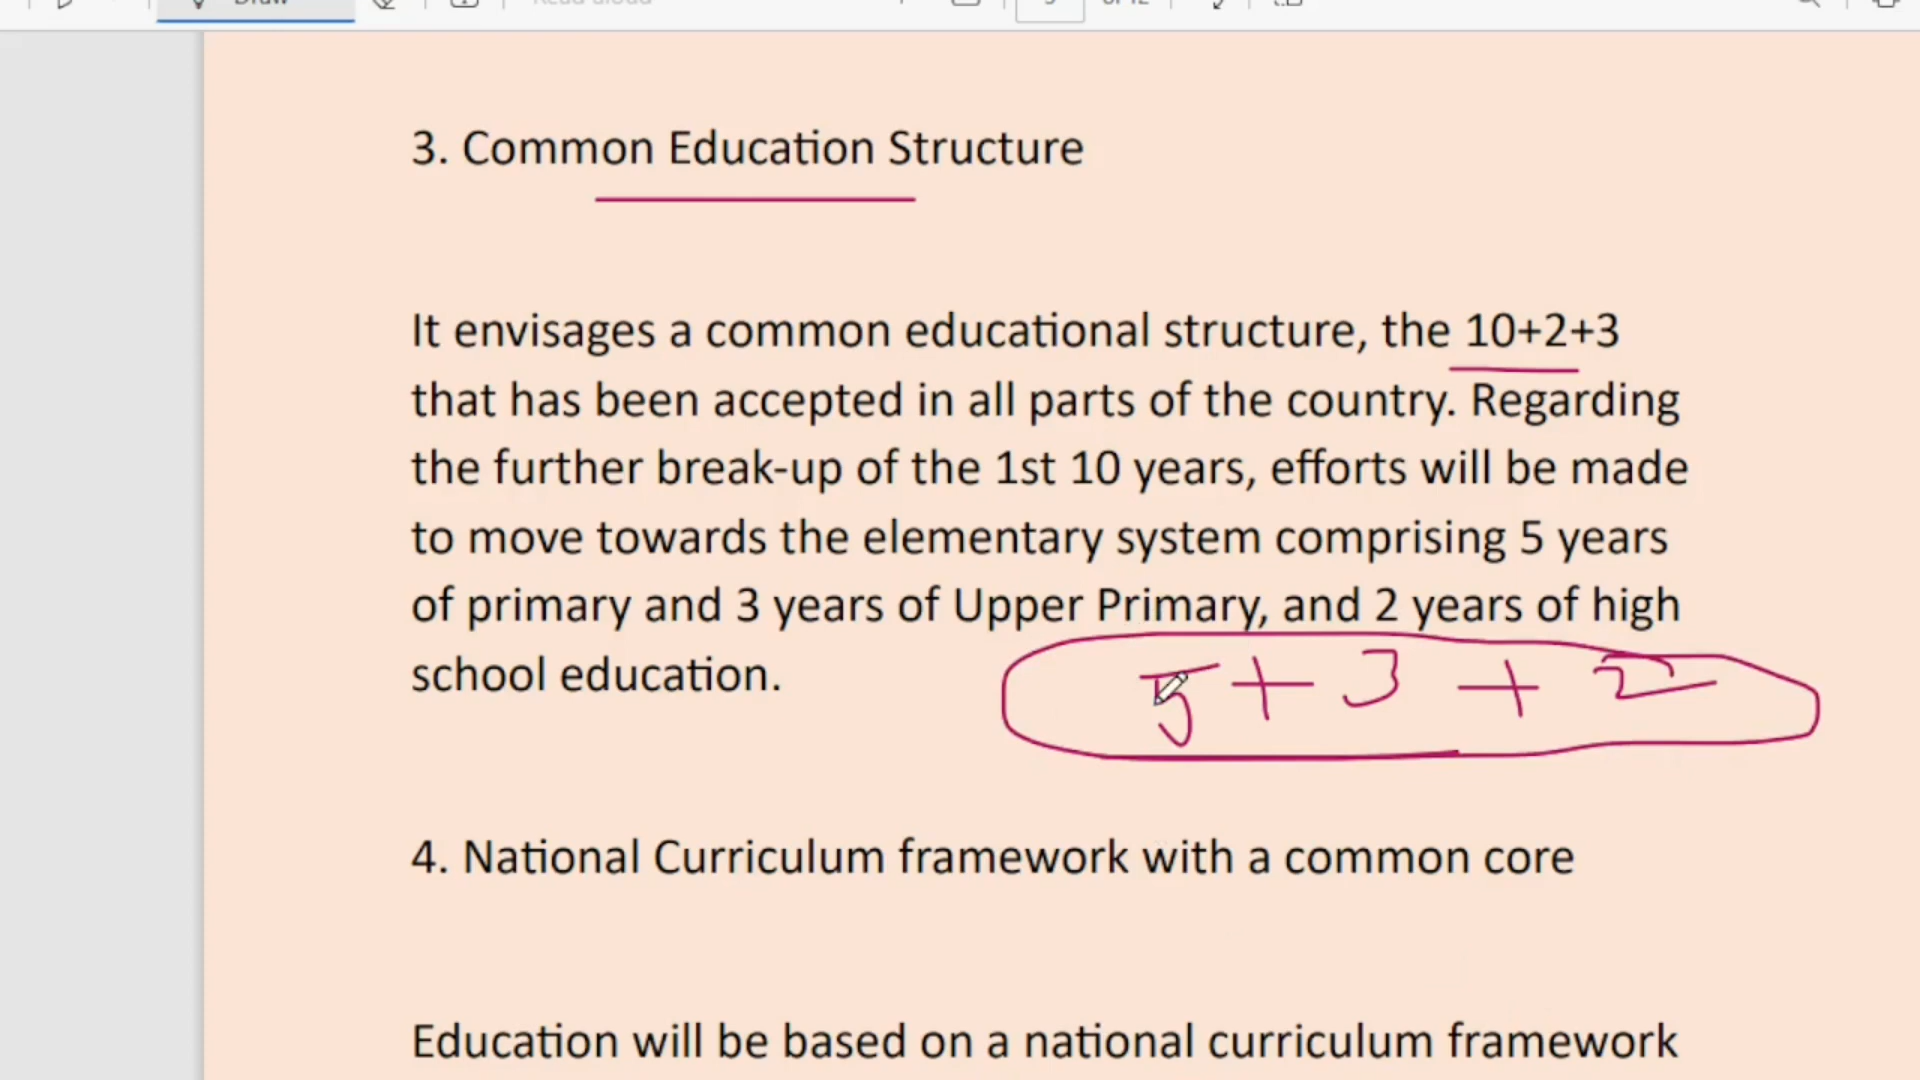 3. Common Education Structure
It envisages a common educational structure, the 10+2+3
that has been accepted in all parts of the country. Regarding
the further break-up of the 1st 10 years, efforts will be made
to move towards the elementary system comprising 5 years
of primary and 3 years of Upper Primary, and 2 years of high
school education.
5 + 3 + 2
4. National Curriculum framework with a common core
Education will be based on a national curriculum framework